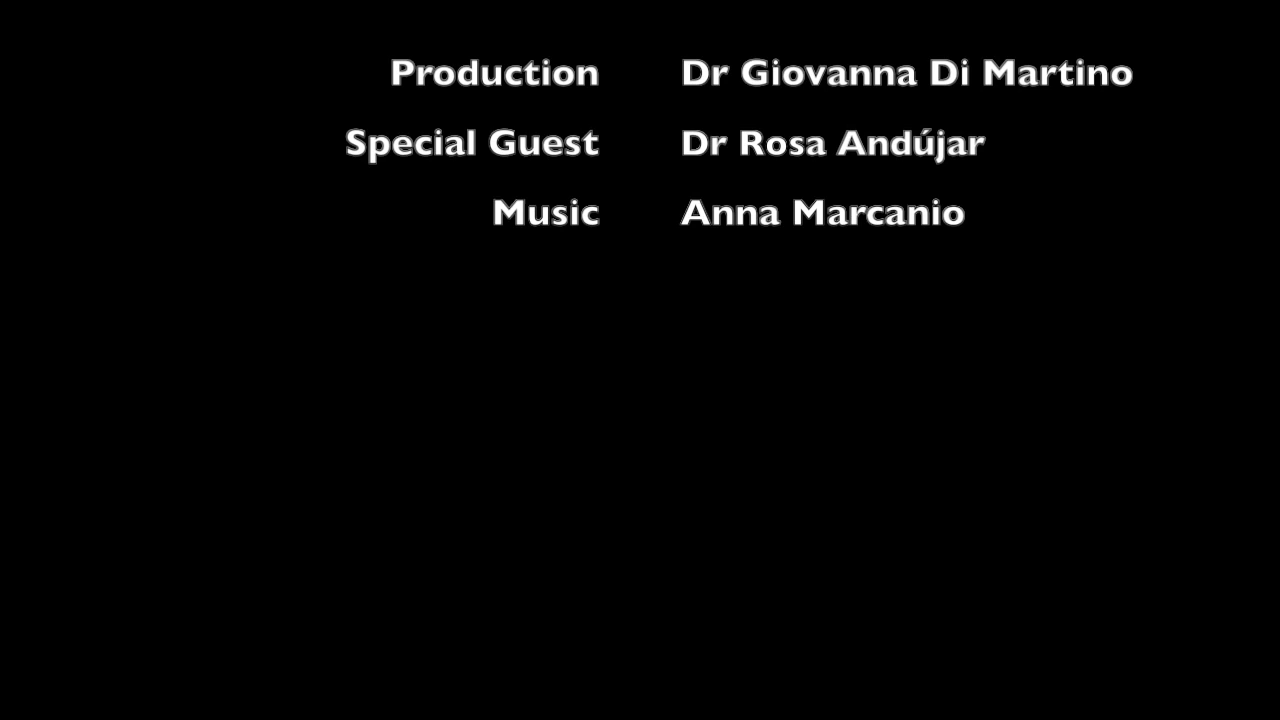 Production Dr Giovanna Di Martino
Special Guest Dr Rosa Andújar
Music Anna Marcanio